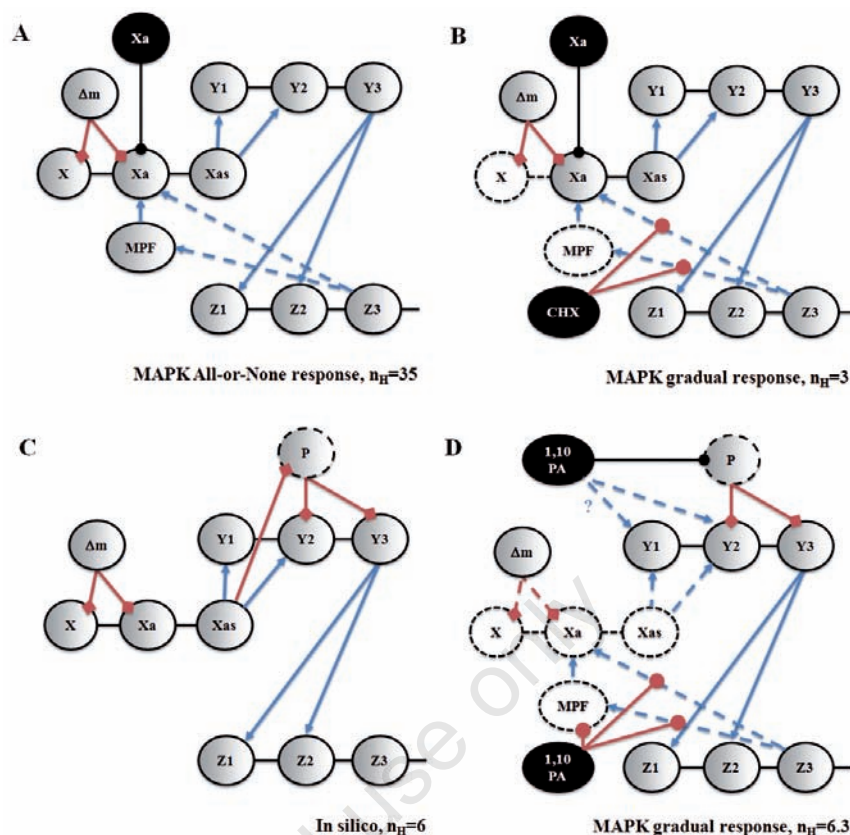 A
Xa
Δm
Y1 Y2 Y3
X Xa Xas
MPF
Z1 Z2 Z3
MAPK All-or-None response, nH=35
B
Xa
Δm
Y1 Y2 Y3
X Xa Xas
MPF
CHX
Z1 Z2 Z3
MAPK gradual response, nH=3
C
P
Y1 Y2 Y3
Δm
X Xa Xas
Z1 Z2 Z3
In silico, nH=6
D
1,10
PA
P
?
Y1 Y2 Y3
Δm
X Xa Xas
MPF
1,10
PA
Z1 Z2 Z3
MAPK gradual response, nH=6.3
use only